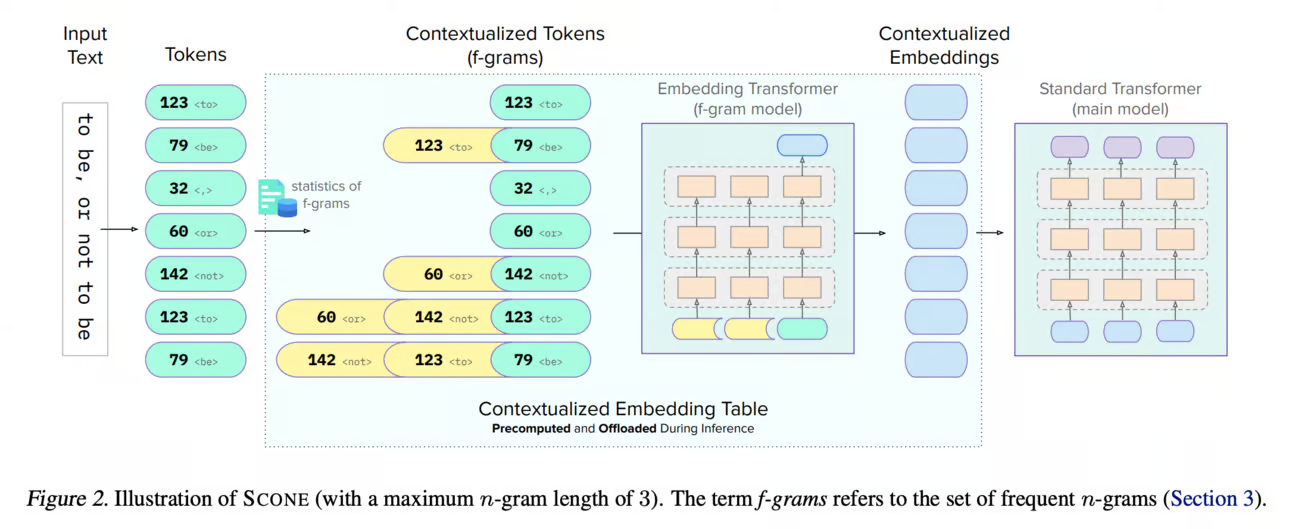 Input
Text
Tokens
Contextualized Tokens
(f-grams)
Contextualized
Embeddings
Embedding Transformer
(f-gram model)
Standard Transformer
(main model)
to be, or not to be
123 <to>
79 <be>
32 <,>
60 <or>
142 <not>
123 <to>
79 <be>
statistics of
f-grams
123 <to>
123 <to> 79 <be>
32 <,>
60 <or>
60 <or> 142 <not>
60 <or> 142 <not> 123 <to>
142 <not> 123 <to> 79 <be>
Contextualized Embedding Table
Precomputed and Offloaded During Inference
Figure 2. Illustration of SCONE (with a maximum n-gram length of 3). The term f-grams refers to the set of frequent n-grams (Section 3).